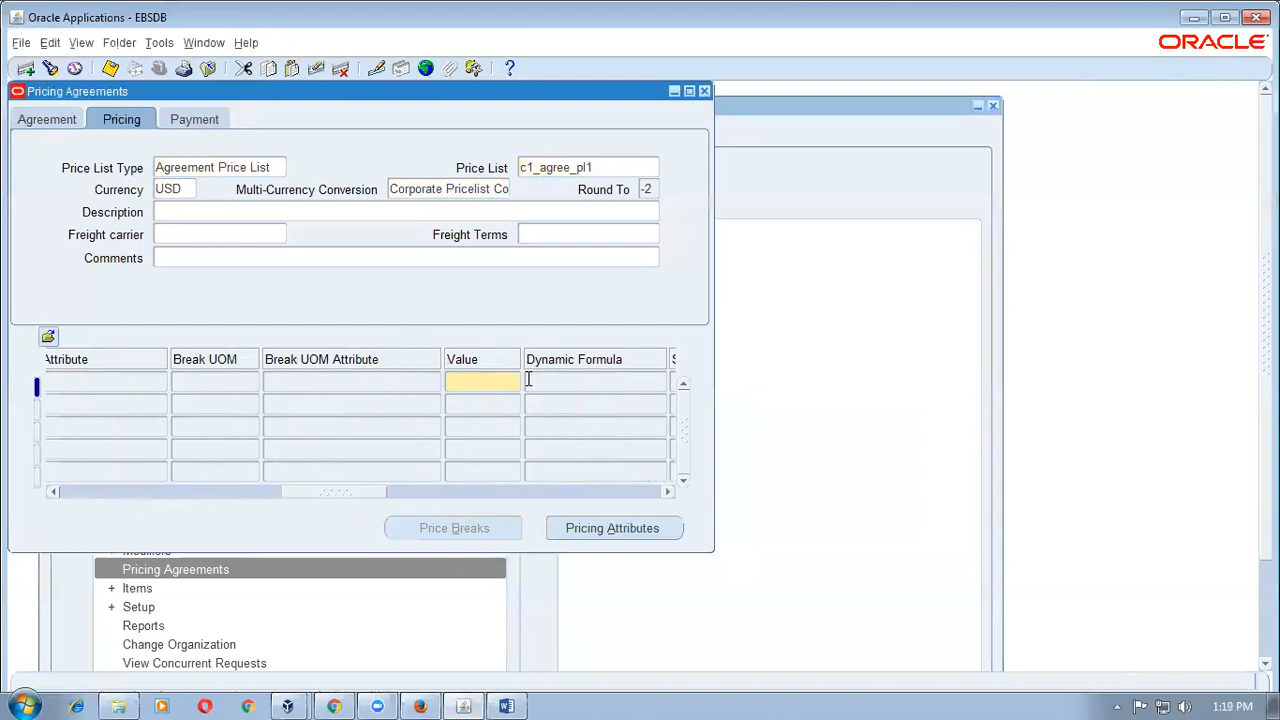 Oracle Applications - EBSDB
File Edit View Folder Tools Window Help
ORACLE
Pricing Agreements
Agreement Pricing Payment
Price List Type Agreement Price List Price List c1_agree_pl1
Currency USD Multi-Currency Conversion Corporate Pricelist Co Round To -2
Description
Freight carrier Freight Terms
Comments
Attribute Break UOM Break UOM Attribute Value Dynamic Formula S
Price Breaks Pricing Attributes
Modifiers
Pricing Agreements
+ Items
+ Setup
Reports
Change Organization
View Concurrent Requests
1:19 PM